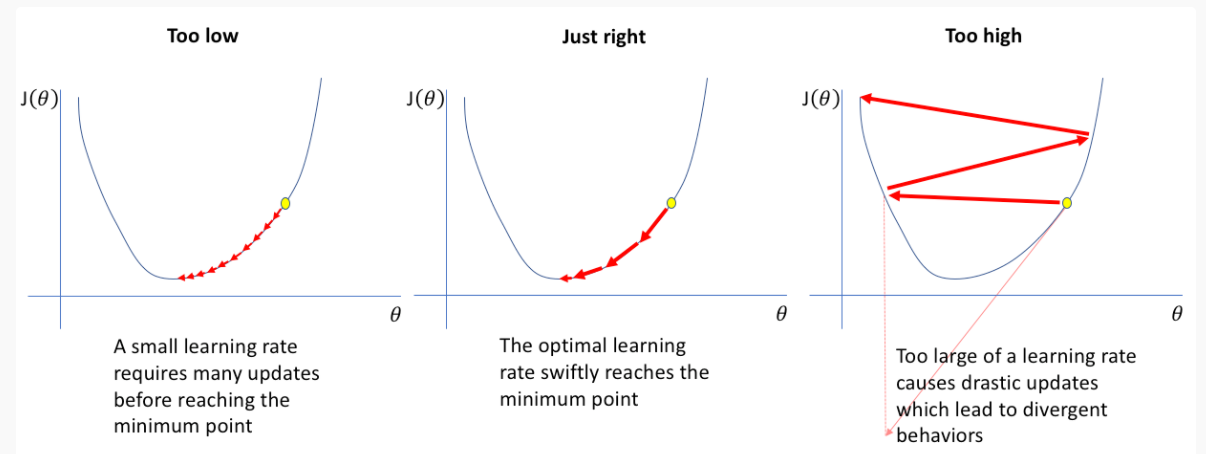 Too low
J(θ)
θ
A small learning rate
requires many updates
before reaching the
minimum point
Just right
J(θ)
θ
The optimal learning
rate swiftly reaches the
minimum point
Too high
J(θ)
θ
Too large of a learning rate
causes drastic updates
which lead to divergent
behaviors